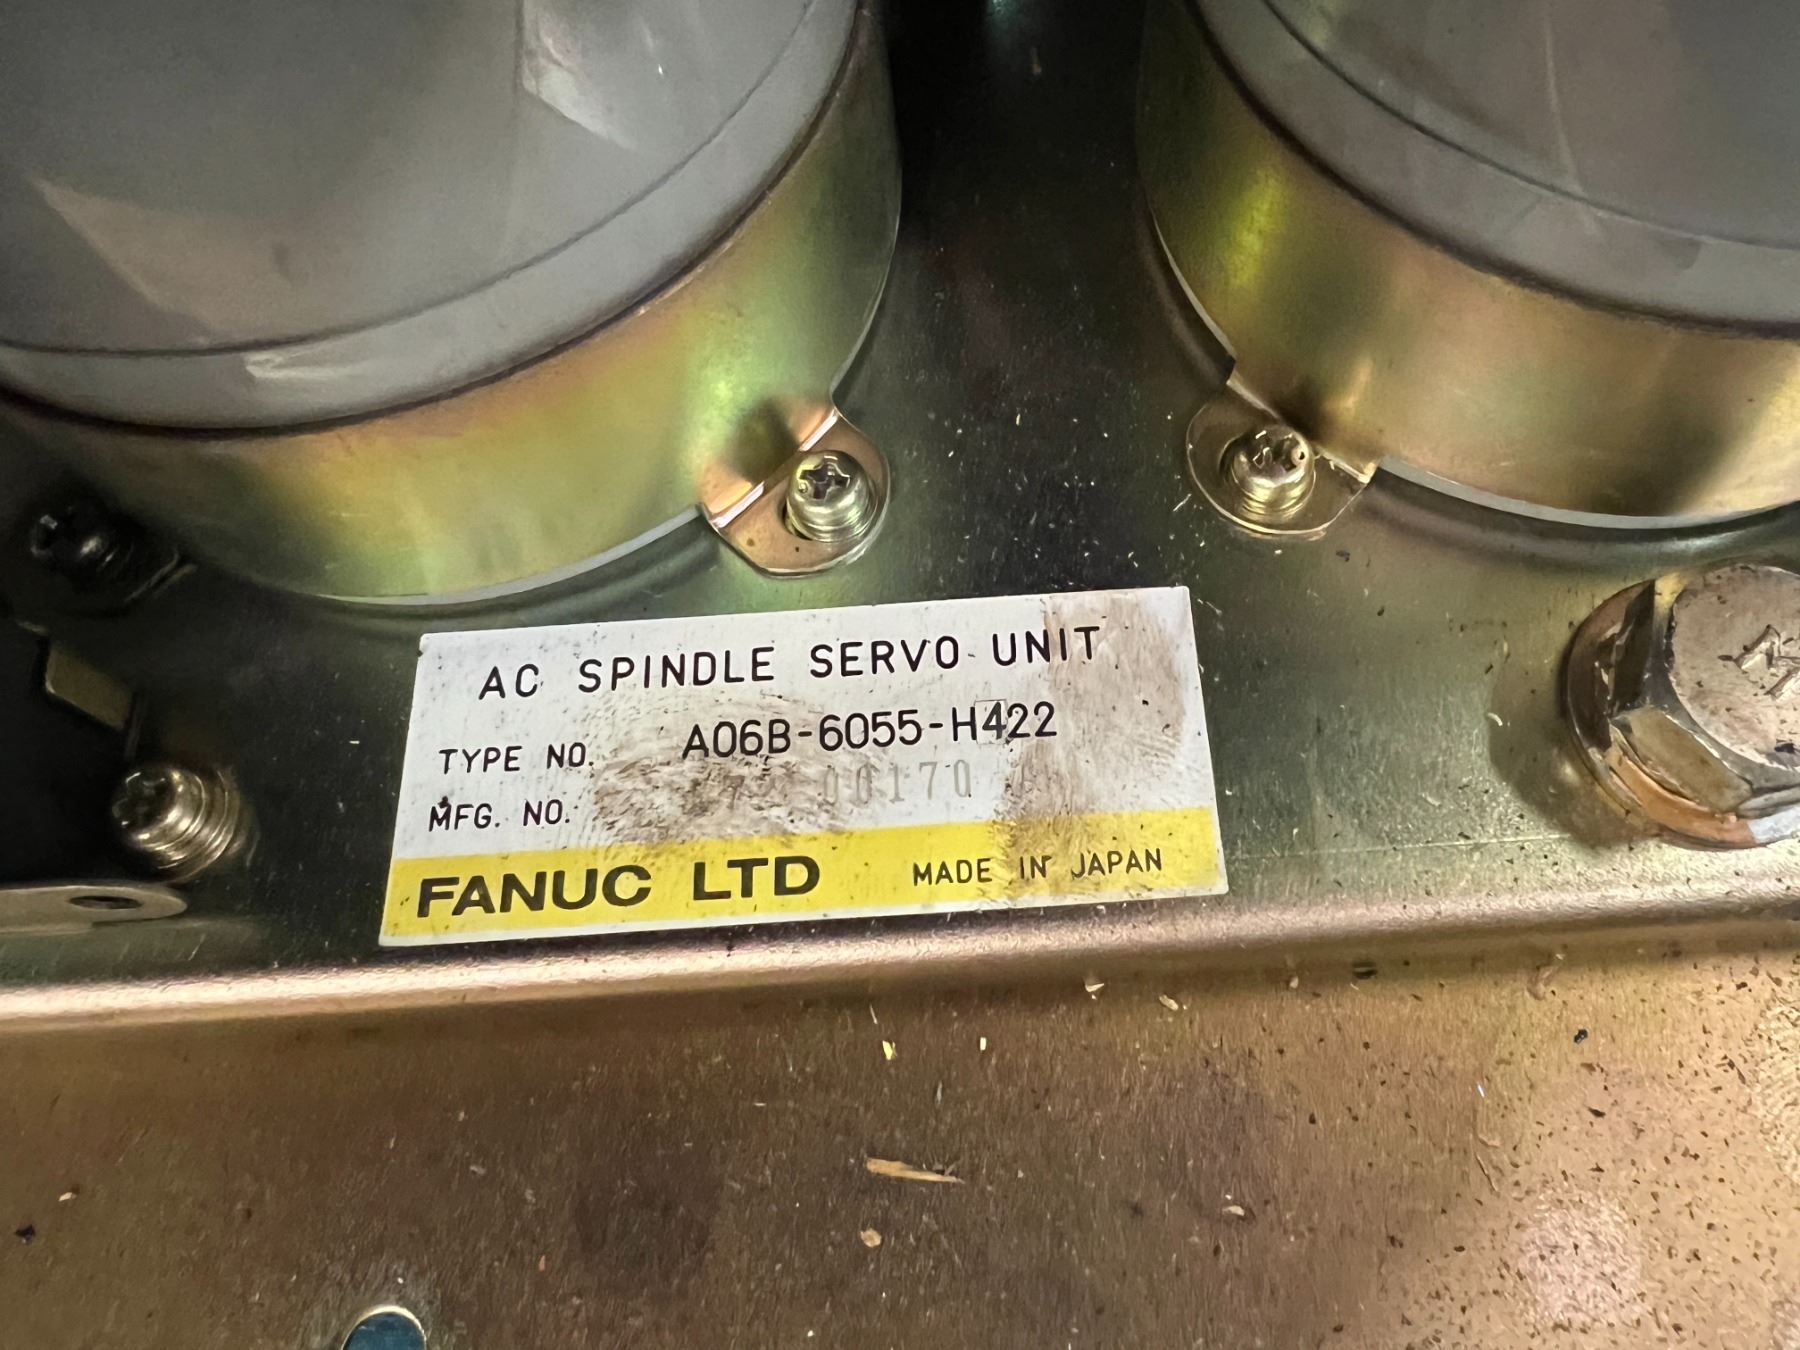 AC SPINDLE SERVO UNIT
TYPE NO. A06B-6055-H422
MFG. NO.
FANUC LTD MADE IN JAPAN